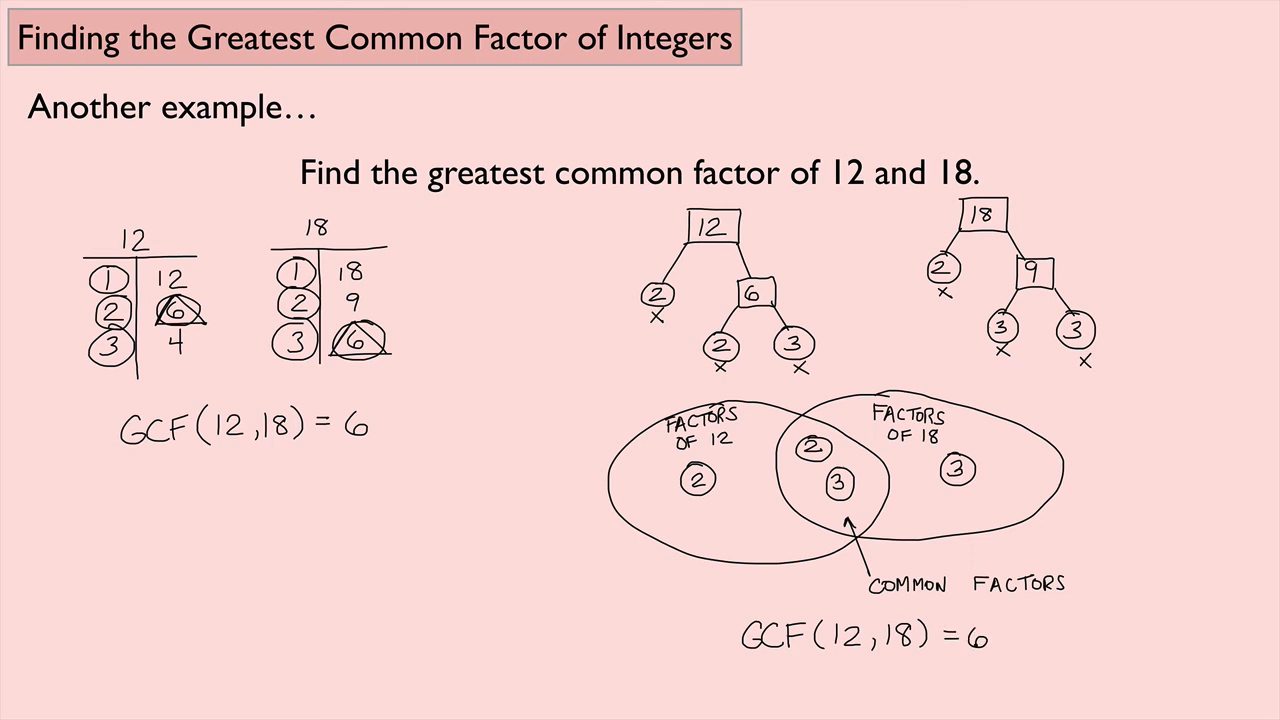 Finding the Greatest Common Factor of Integers
Another example…
Find the greatest common factor of 12 and 18.
12
1 12
2 6
3 4
18
1 18
2 9
3 6
GCF(12,18) = 6
12
2 6
x
2 3
x x
18
2 9
x
3 3
x x
FACTORS
OF 12
2
2
3
FACTORS
OF 18
3
COMMON FACTORS
GCF(12,18) = 6